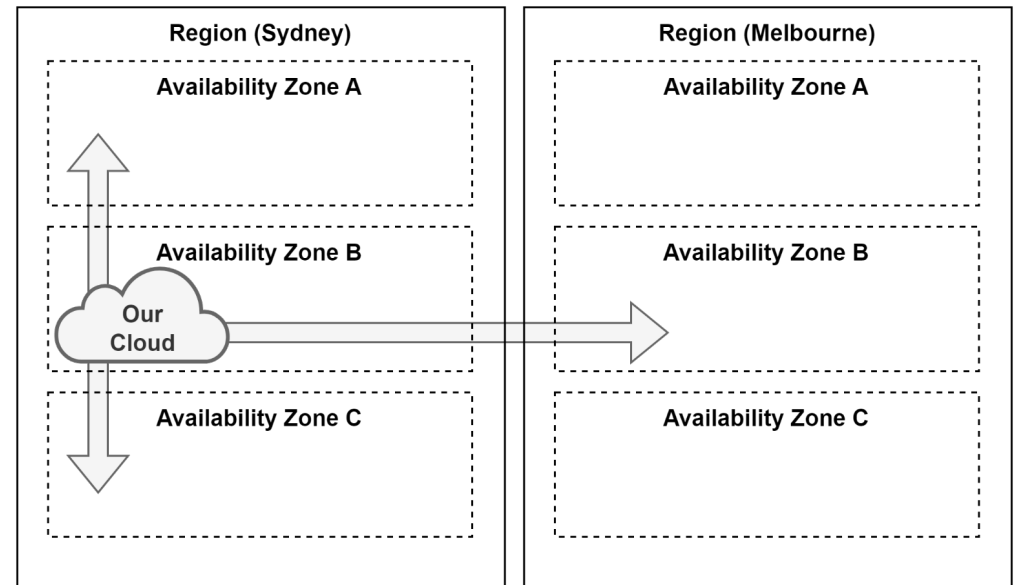 Region (Sydney)
Availability Zone A
Availability Zone B
Our
Cloud
Availability Zone C
Region (Melbourne)
Availability Zone A
Availability Zone B
Availability Zone C